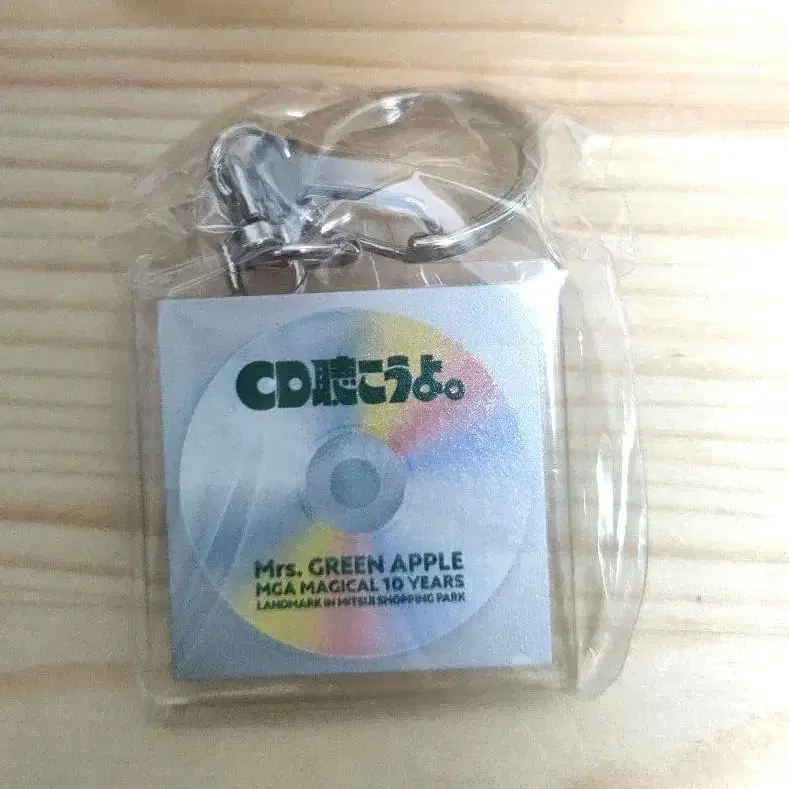 CD聴こうよ。
Mrs. GREEN APPLE
MGA MAGICAL 10 YEARS
LANDMARK IN MITSUI SHOPPING PARK